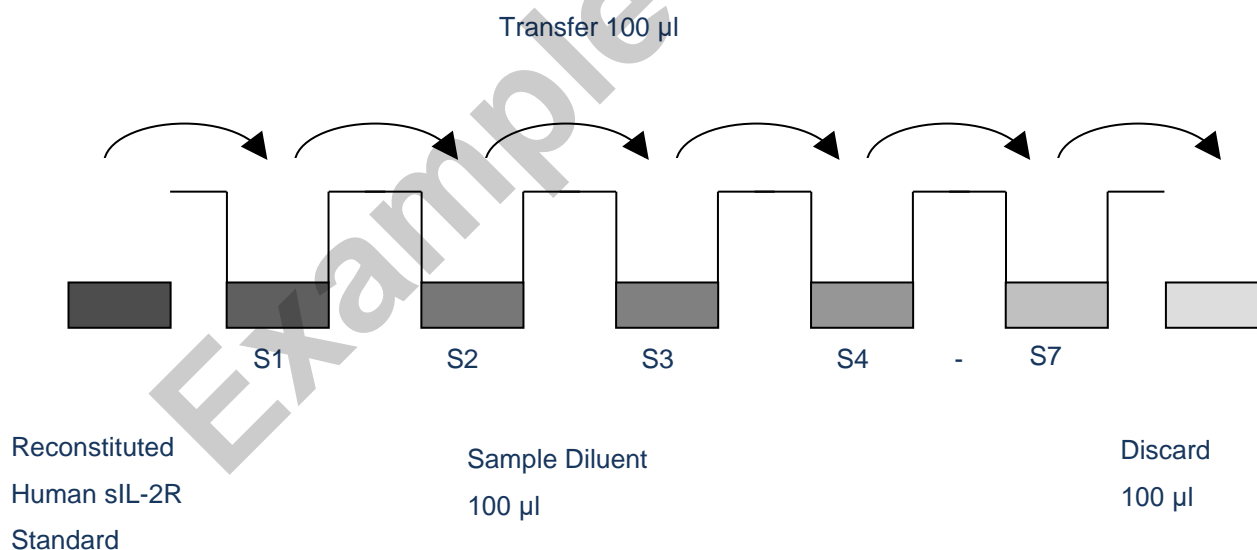 Transfer 100 µl
Example
S1 S2 S3 S4 - S7
Reconstituted
Human sIL-2R
Standard
Sample Diluent
100 µl
Discard
100 µl